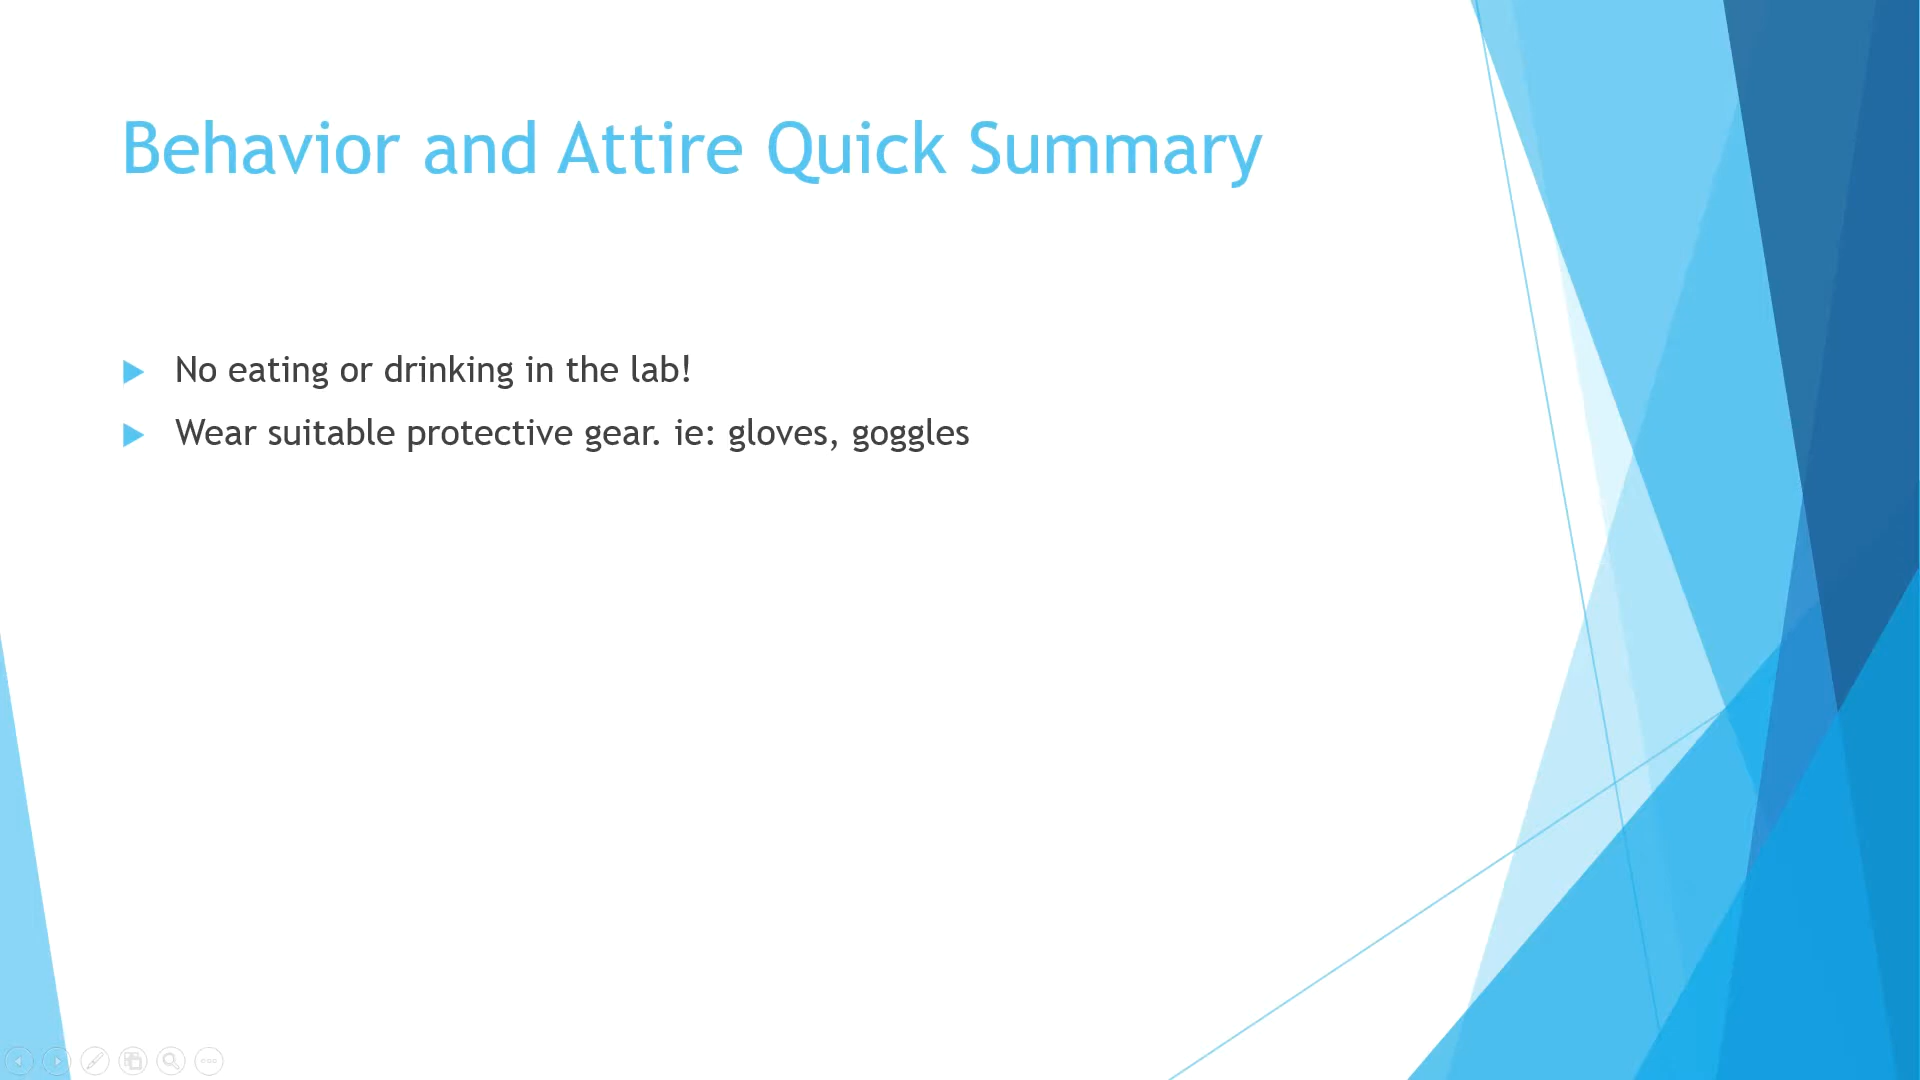 Behavior and Attire Quick Summary
No eating or drinking in the lab!
Wear suitable protective gear. ie: gloves, goggles